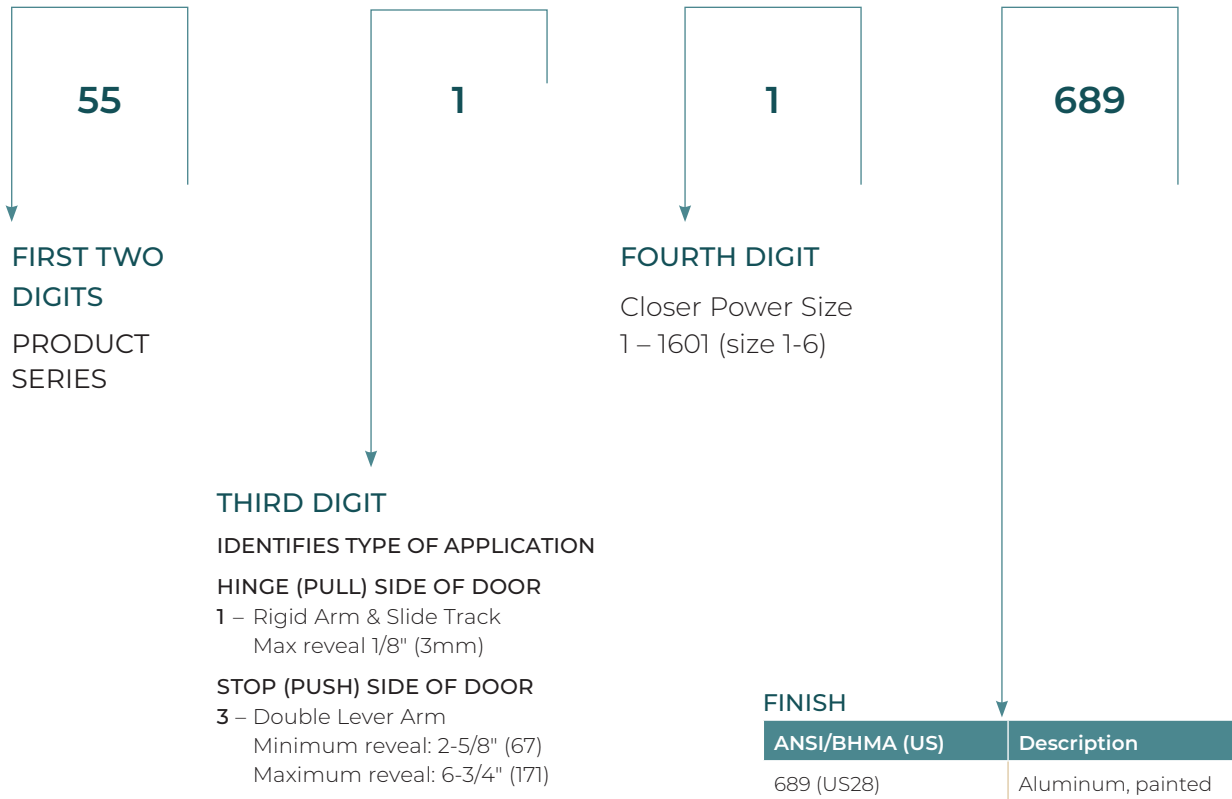 55
1
1
689
FIRST TWO
DIGITS
PRODUCT
SERIES
FOURTH DIGIT
Closer Power Size
1 – 1601 (size 1-6)
THIRD DIGIT
IDENTIFIES TYPE OF APPLICATION
HINGE (PULL) SIDE OF DOOR
1 – Rigid Arm & Slide Track
Max reveal 1/8" (3mm)
STOP (PUSH) SIDE OF DOOR
3 – Double Lever Arm
Minimum reveal: 2-5/8" (67)
Maximum reveal: 6-3/4" (171)
FINISH
ANSI/BHMA (US) Description
689 (US28) Aluminum, painted